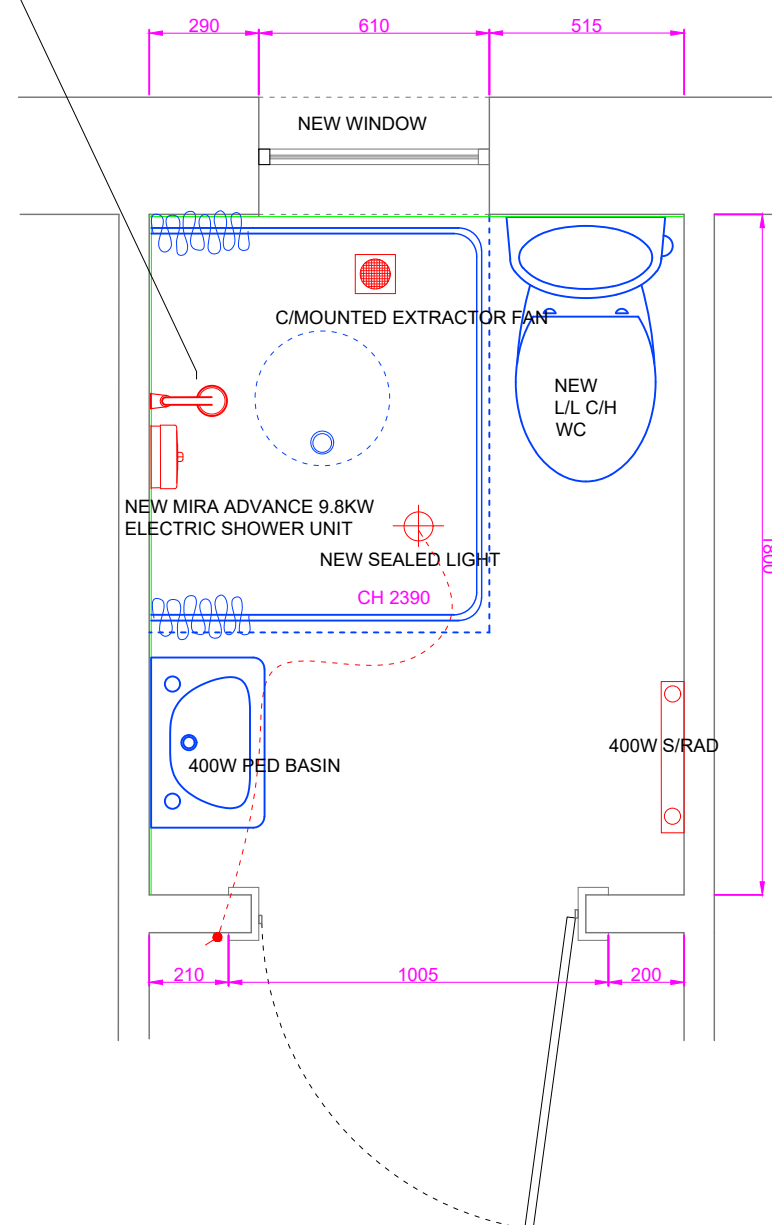 290
610
515
NEW WINDOW
C/MOUNTED EXTRACTOR FAN
NEW
L/L C/H
WC
NEW MIRA ADVANCE 9.8KW
ELECTRIC SHOWER UNIT
NEW SEALED LIGHT
1800
CH 2390
400W PED BASIN
400W S/RAD
210
1005
200